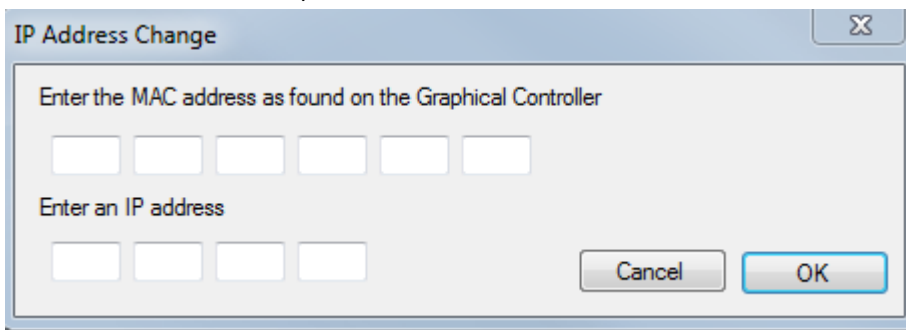 IP Address Change
Enter the MAC address as found on the Graphical Controller
Enter an IP address
Cancel OK